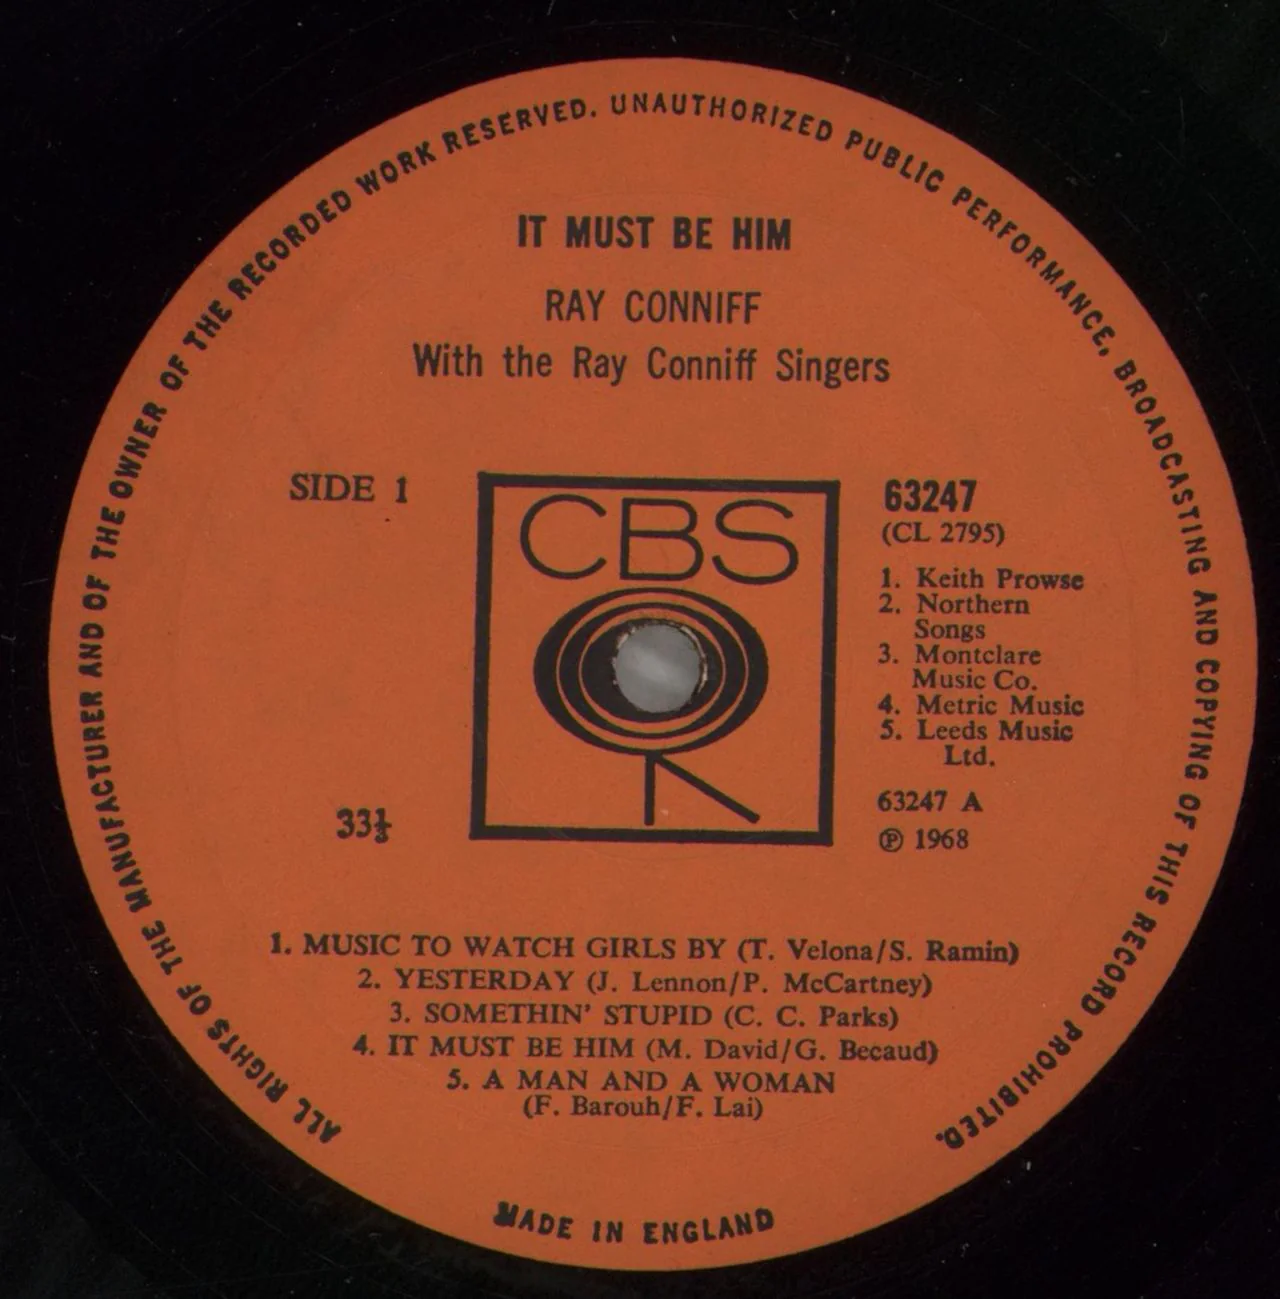 ALL RIGHTS OF THE MANUFACTURER AND OF THE OWNER OF THE RECORDED WORK RESERVED. UNAUTHORIZED PUBLIC PERFORMANCE, BROADCASTING AND COPYING OF THIS RECORD PROHIBITED.
IT MUST BE HIM
RAY CONNIFF
With the Ray Conniff Singers
SIDE 1
CBS
63247
(CL 2795)
1. Keith Prowse
2. Northern
Songs
3. Montclare
Music Co.
4. Metric Music
5. Leeds Music
Ltd.
63247 A
℗ 1968
33⅓
1. MUSIC TO WATCH GIRLS BY (T. Velona/S. Ramin)
2. YESTERDAY (J. Lennon/P. McCartney)
3. SOMETHIN' STUPID (C. C. Parks)
4. IT MUST BE HIM (M. David/G. Becaud)
5. A MAN AND A WOMAN
(F. Barouh/F. Lai)
MADE IN ENGLAND